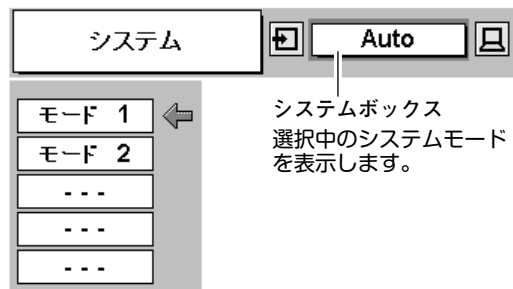 システム
Auto
モード 1
モード 2
- - -
- - -
- - -
システムボックス
選択中のシステムモード
を表示します。